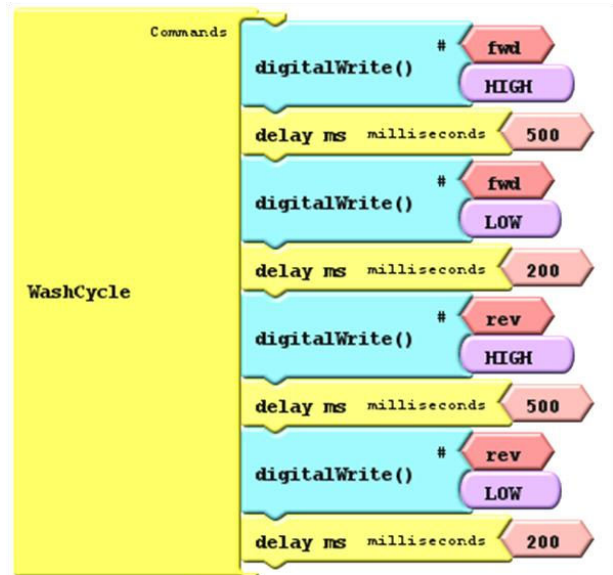 Commands
# fwd
digitalWrite()
HIGH
delay ms milliseconds 500
# fwd
digitalWrite()
LOW
delay ms milliseconds 200
WashCycle
# rev
digitalWrite()
HIGH
delay ms milliseconds 500
# rev
digitalWrite()
LOW
delay ms milliseconds 200